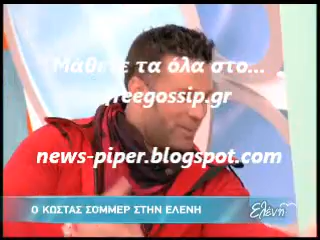 Μάθετε τα όλα στο...
freegossip.gr
news-piper.blogspot.com
Ο ΚΩΣΤΑΣ ΣΟΜΜΕΡ ΣΤΗΝ ΕΛΕΝΗ
Ελένη